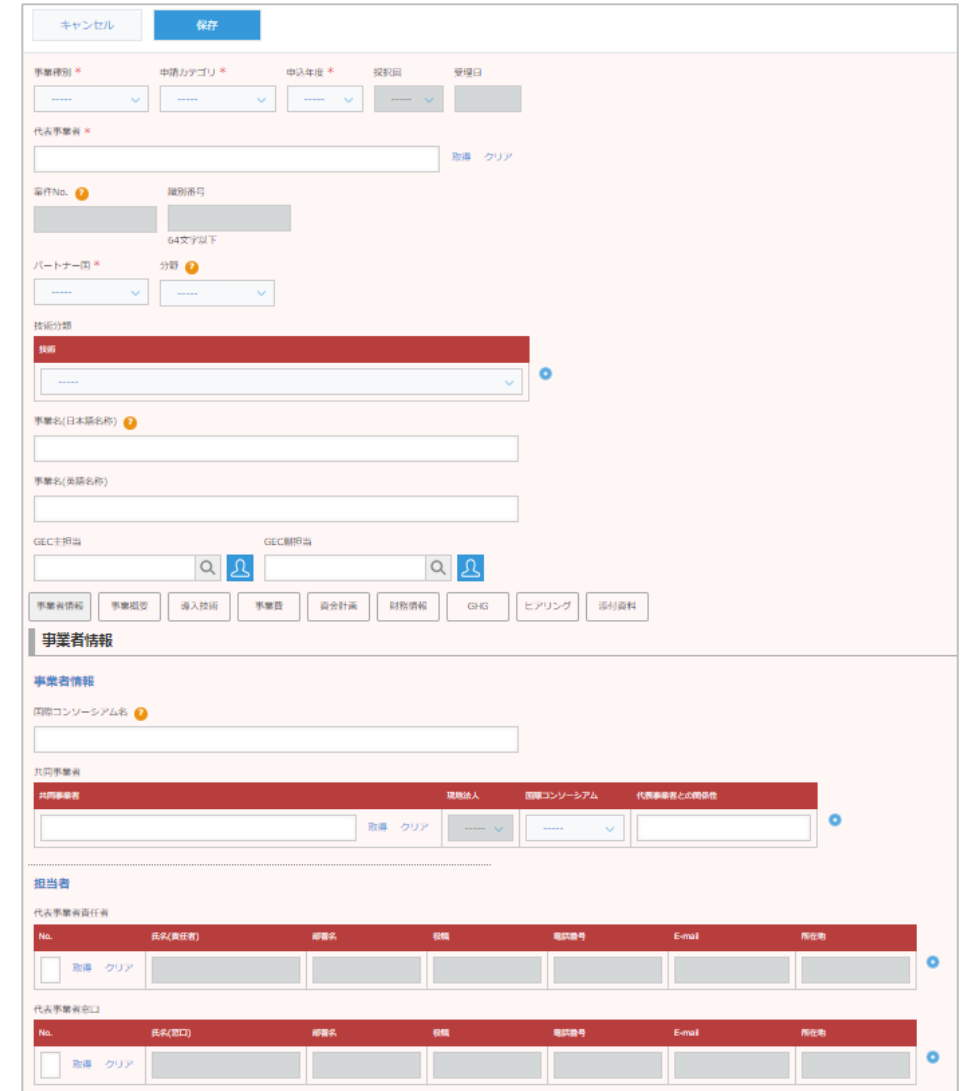 キャンセル 保存
事業種別 * 申請カテゴリ * 申込年度 * 採択回 受理日
----- ----- ----- -----
代表事業者 *
取得 クリア
案件No. ? 識別番号
64文字以下
パートナー国 * 分野 ?
----- -----
技術分類
技術
-----
事業名(日本語名称) ?
事業名(英語名称)
GEC主担当 GEC副担当
事業者情報 事業概要 導入技術 事業費 資金計画 財務情報 GHG ヒアリング 添付資料
事業者情報
事業者情報
国際コンソーシアム名 ?
共同事業者
共同事業者 現地法人 国際コンソーシアム 代表事業者との関係性
取得 クリア ----- -----
担当者
代表事業者責任者
No. 氏名(責任者) 部署名 役職 電話番号 E-mail 所在地
取得 クリア
代表事業者窓口
No. 氏名(窓口) 部署名 役職 電話番号 E-mail 所在地
取得 クリア